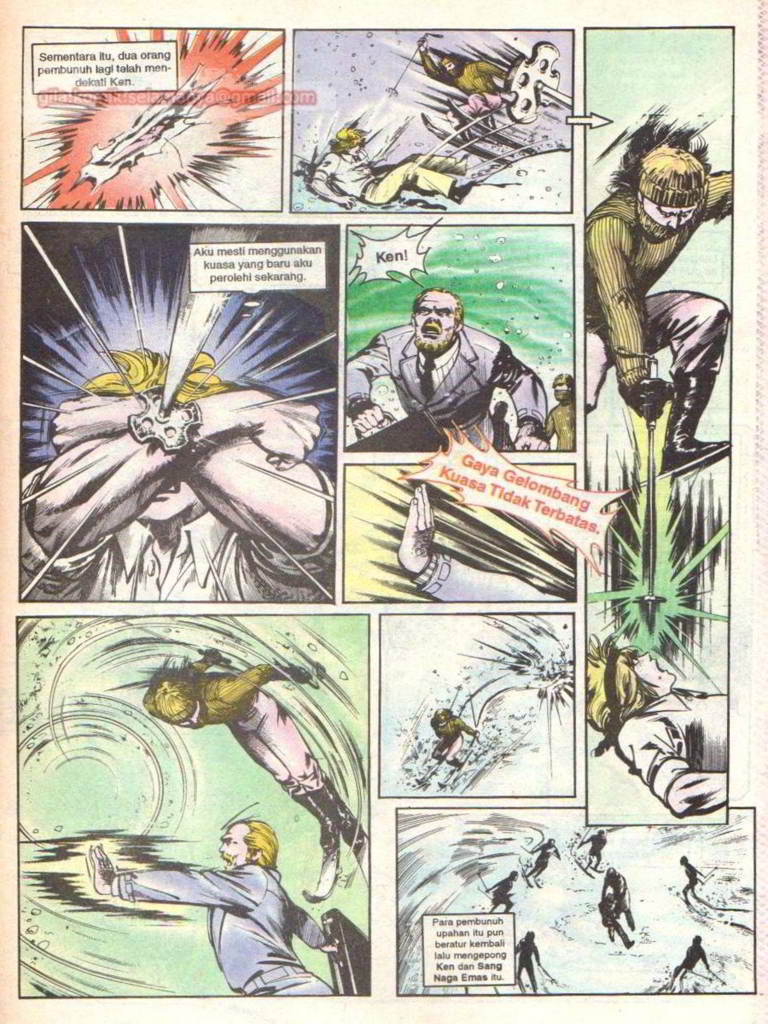 Sementara itu, dua orang
pembunuh lagi telah men-
dekati Ken.
Aku mesti menggunakan
kuasa yang baru aku
perolehi sekarang.
Ken!
Gaya Gelombang
Kuasa Tidak Terbatas.
Para pembunuh
upahan itu pun
beratur kembali
lalu mengepong
Ken dan Sang
Naga Emas itu.